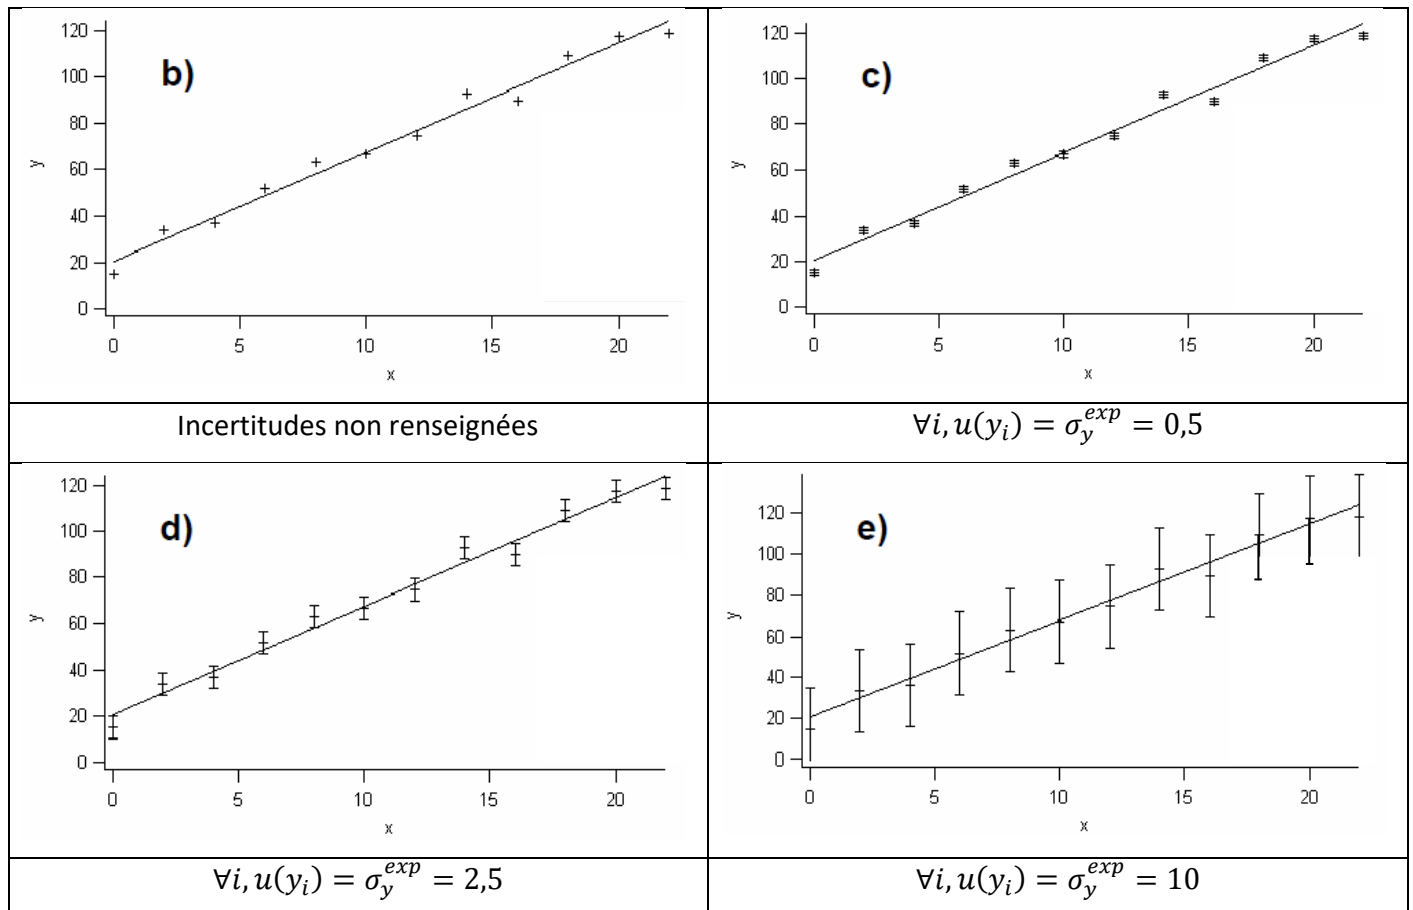 b)
120
100
80
60
40
20
0
y
0 5 10 15 20
x
c)
120
100
80
60
40
20
0
y
0 5 10 15 20
x
Incertitudes non renseignées
∀i, u(yᵢ) = σ_y^{exp} = 0,5
d)
120
100
80
60
40
20
0
y
0 5 10 15 20
x
e)
120
100
80
60
40
20
0
y
0 5 10 15 20
x
∀i, u(yᵢ) = σ_y^{exp} = 2,5
∀i, u(yᵢ) = σ_y^{exp} = 10